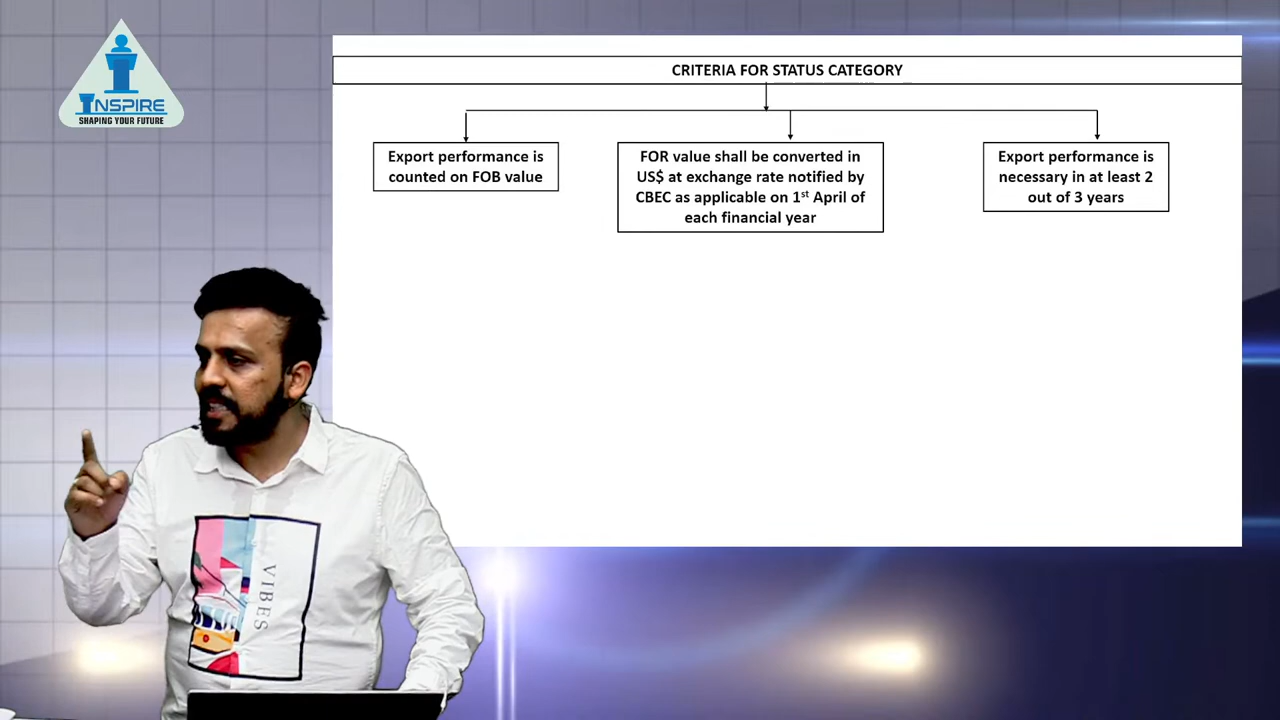 INSPIRE
SHAPING YOUR FUTURE
CRITERIA FOR STATUS CATEGORY
Export performance is
counted on FOB value
FOR value shall be converted in
US$ at exchange rate notified by
CBEC as applicable on 1st April of
each financial year
Export performance is
necessary in at least 2
out of 3 years
VIBES